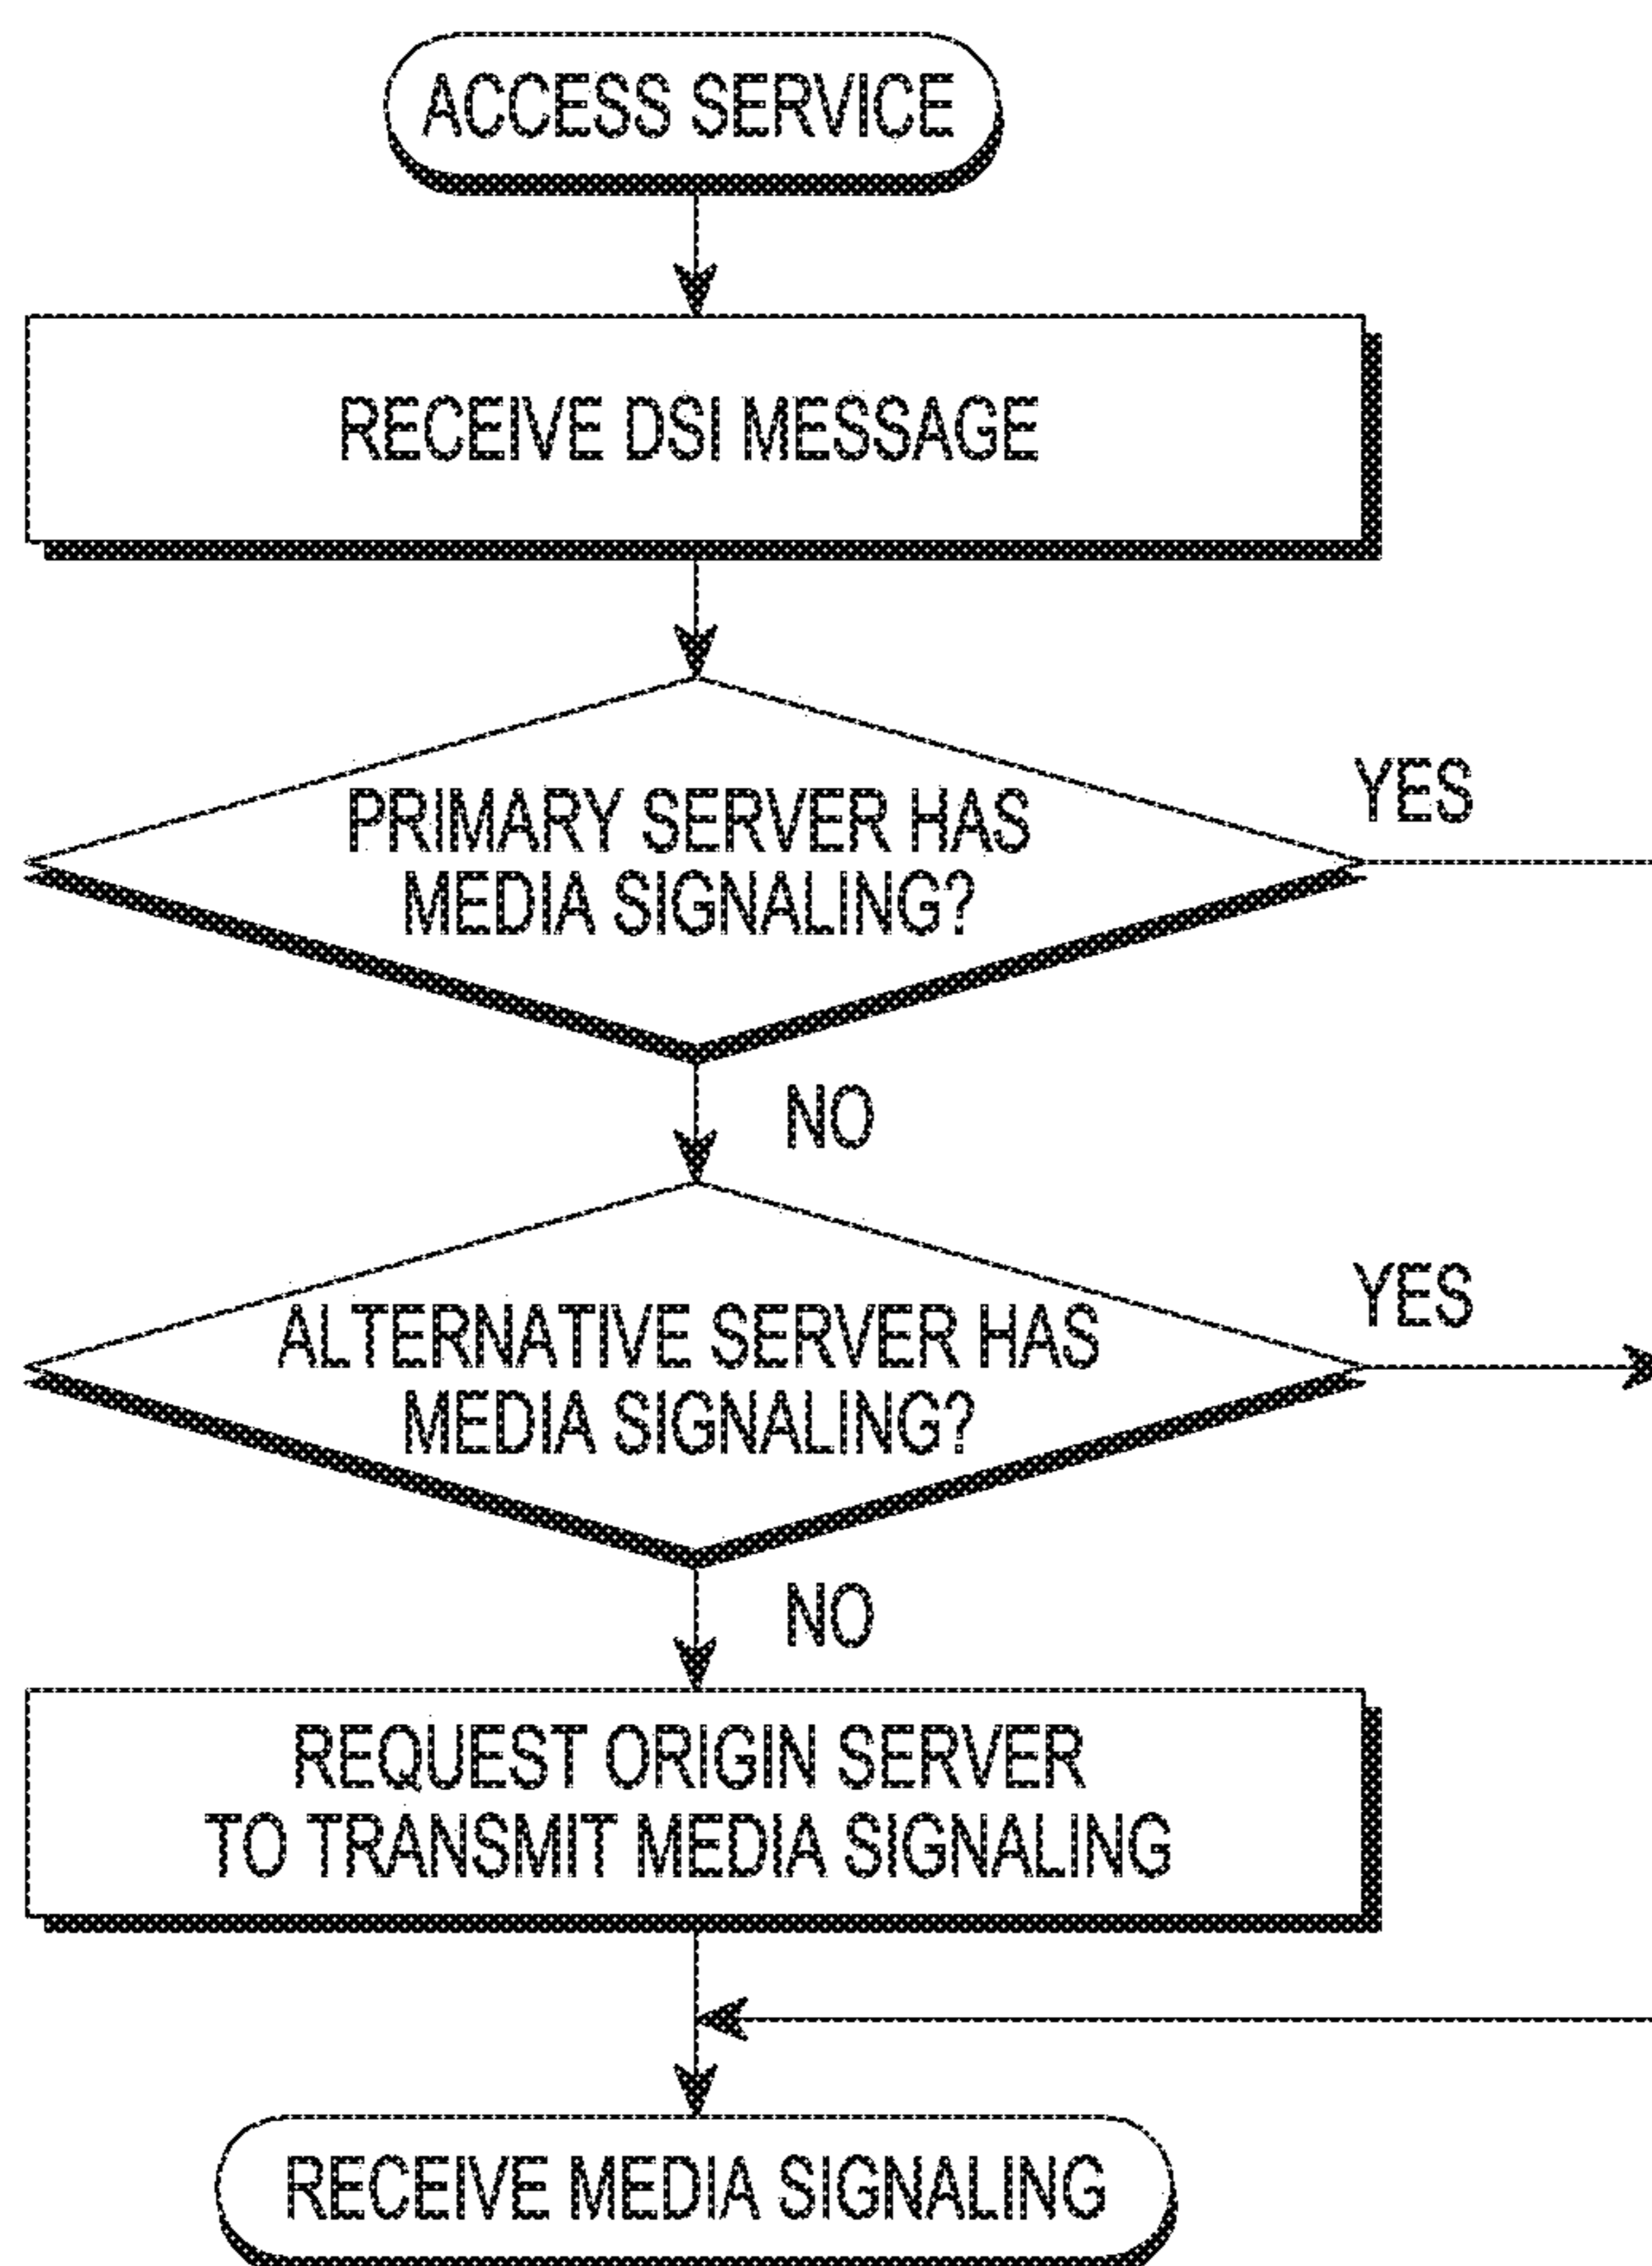 ACCESS SERVICE
RECEIVE DSI MESSAGE
PRIMARY SERVER HAS
MEDIA SIGNALING?
YES
NO
ALTERNATIVE SERVER HAS
MEDIA SIGNALING?
YES
NO
REQUEST ORIGIN SERVER
TO TRANSMIT MEDIA SIGNALING
RECEIVE MEDIA SIGNALING